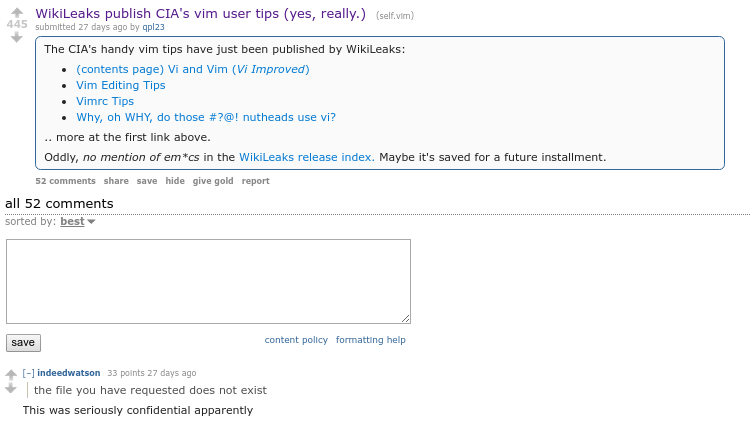 WikiLeaks publish CIA's vim user tips (yes, really.) (self.vim)
445
submitted 27 days ago by qpl23
The CIA's handy vim tips have just been published by WikiLeaks:
• (contents page) Vi and Vim (Vi Improved)
• Vim Editing Tips
• Vimrc Tips
• Why, oh WHY, do those #?@! nutheads use vi?
.. more at the first link above.
Oddly, no mention of em*cs in the WikiLeaks release index. Maybe it's saved for a future installment.
52 comments share save hide give gold report
all 52 comments
sorted by: best
save
content policy formatting help
[–] indeedwatson 33 points 27 days ago
the file you have requested does not exist
This was seriously confidential apparently